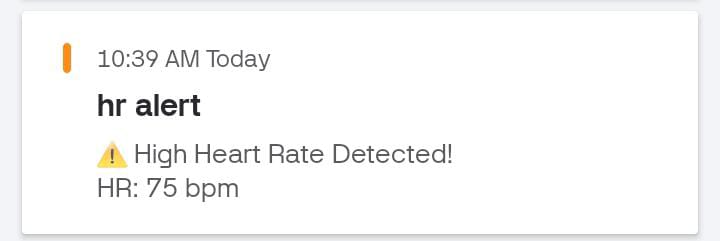 10:39 AM Today
hr alert
⚠️ High Heart Rate Detected!
HR: 75 bpm